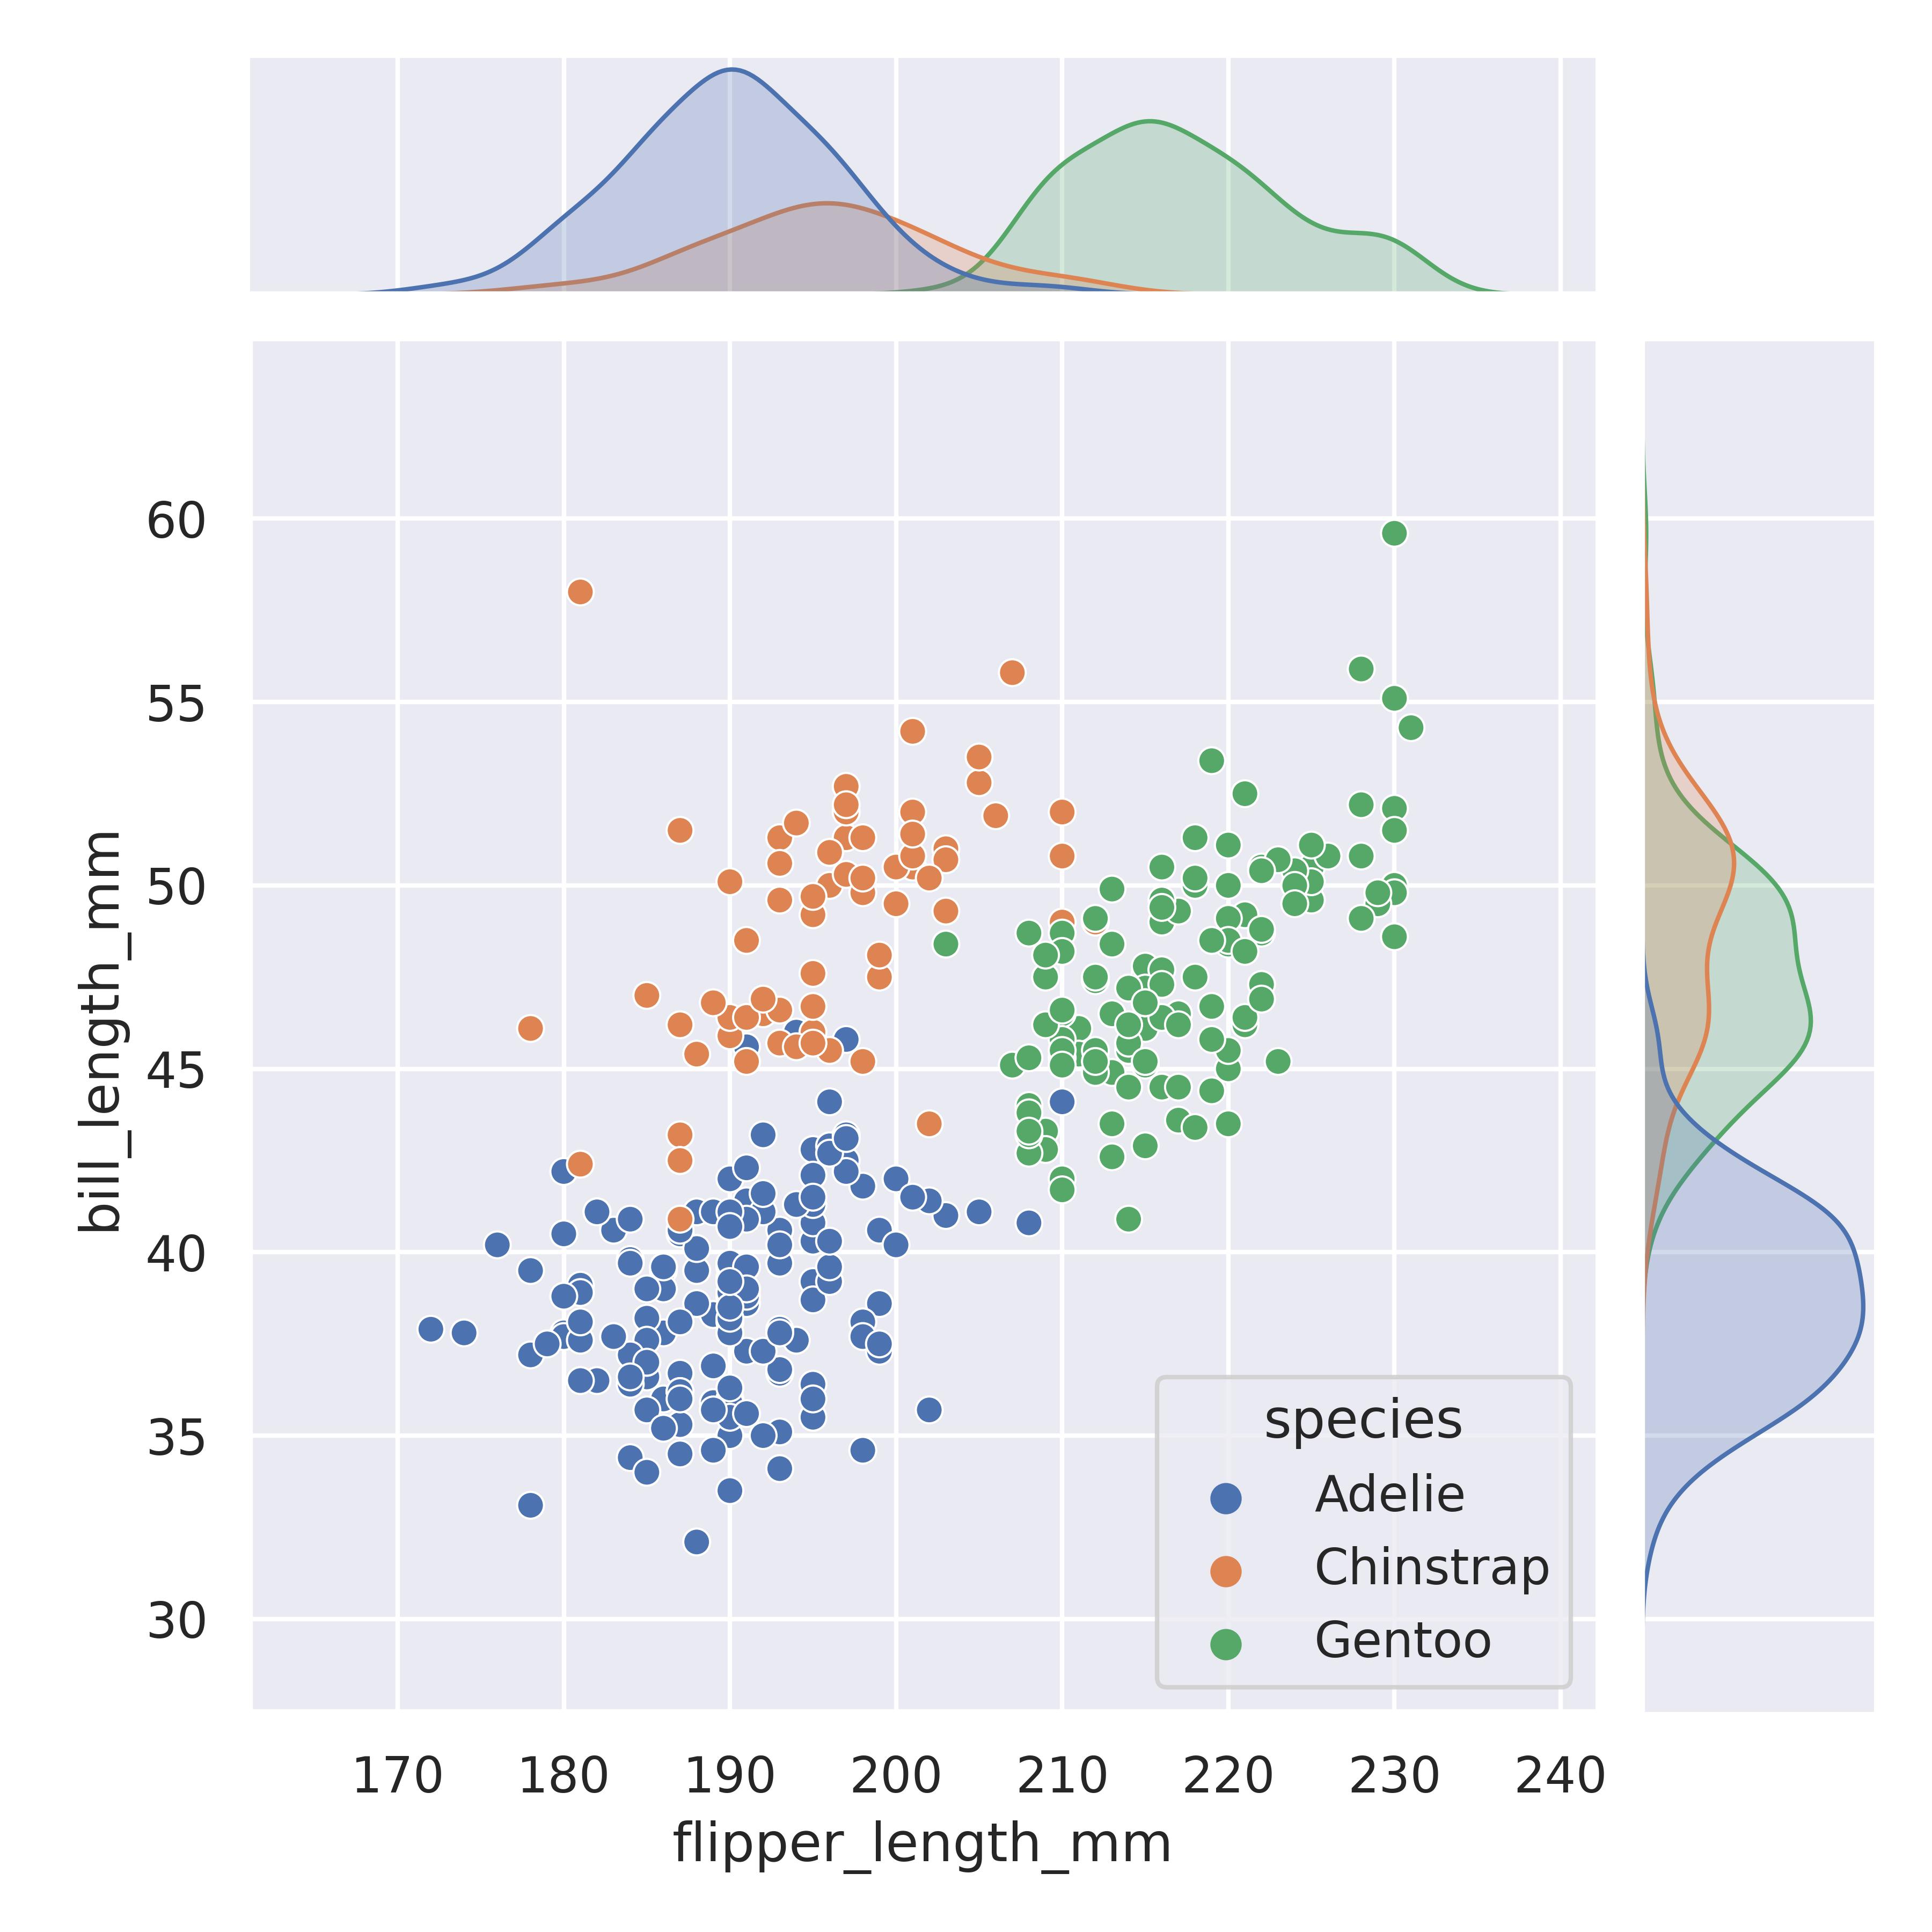 60
55
50
45
40
35
30
bill_length_mm
species
Adelie
Chinstrap
Gentoo
170 180 190 200 210 220 230 240
flipper_length_mm